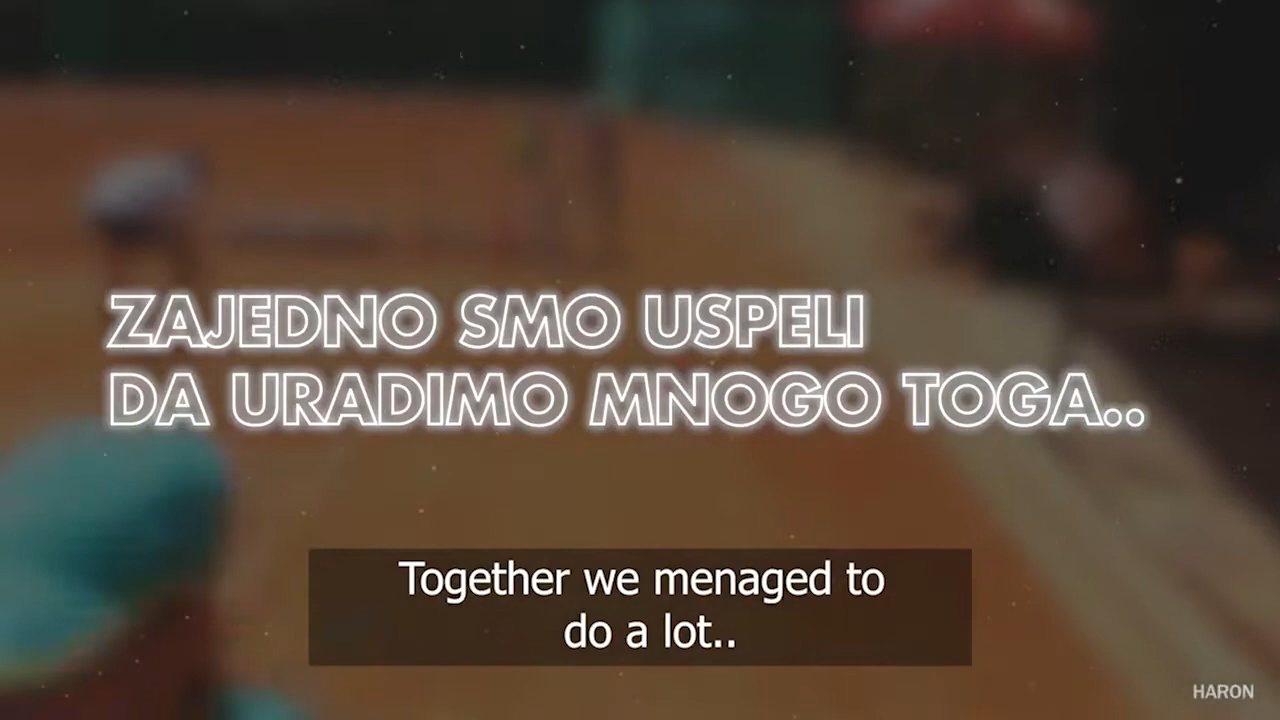 ZAJEDNO SMO USPELI
DA URADIMO MNOGO TOGA..
Together we menaged to
do a lot..
HARON